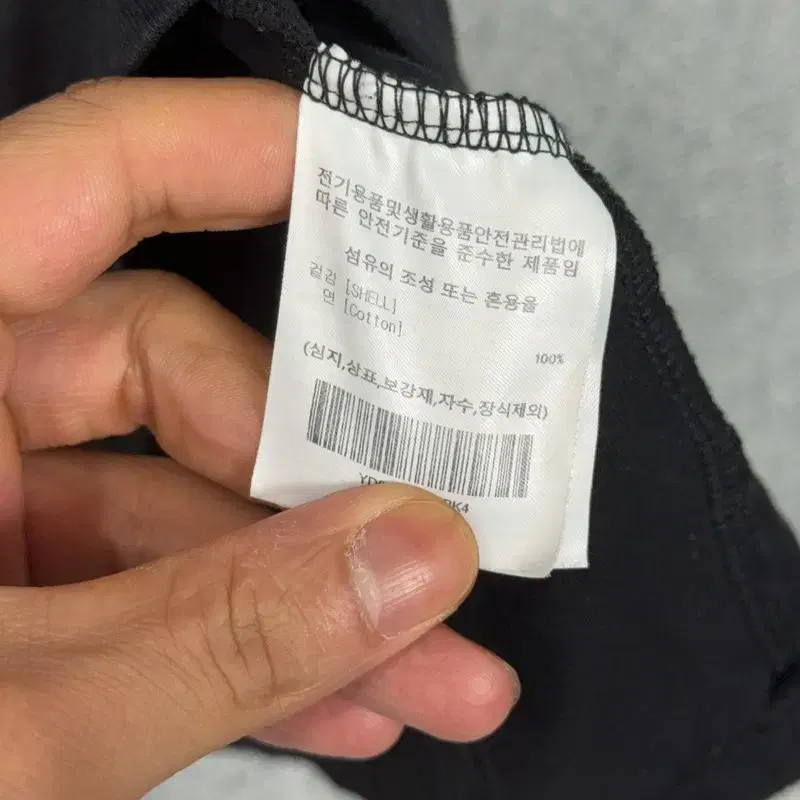 전기용품및생활용품안전관리법에
따른 안전기준을 준수한 제품임
섬유의 조성 또는 혼용율
겉감 [SHELL]
면 [Cotton]
100%
(심지,상표,보강재,자수,장식제외)